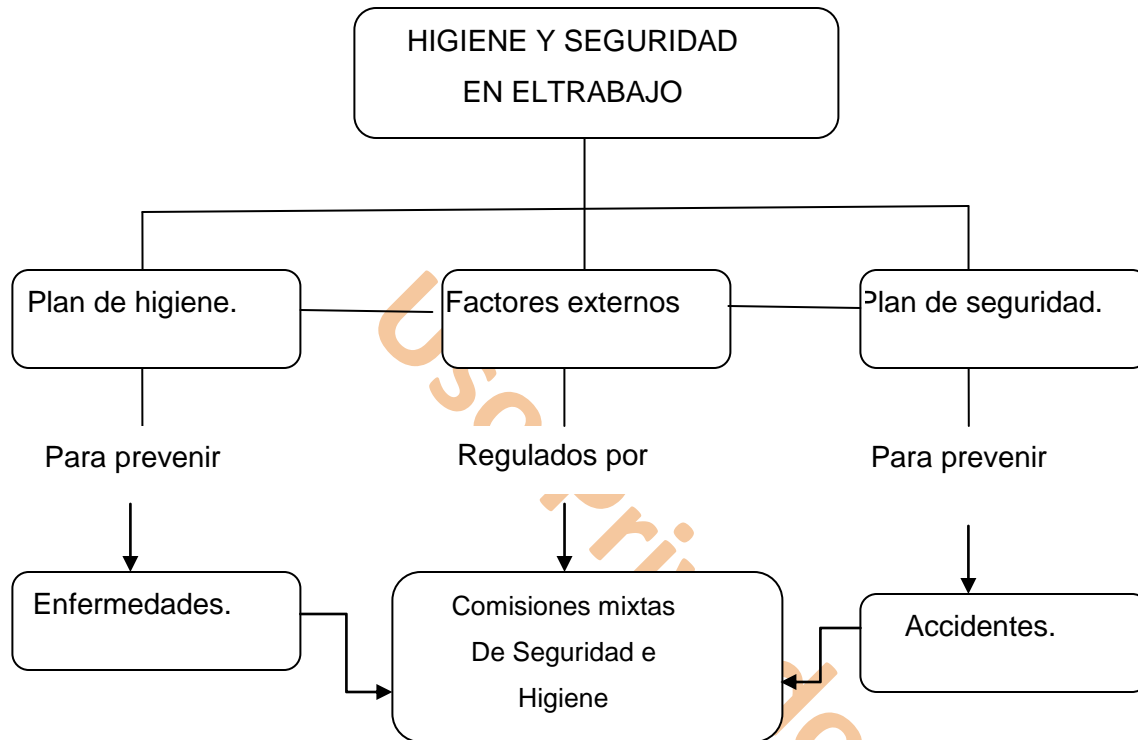 HIGIENE Y SEGURIDAD
EN ELTRABAJO
Plan de higiene.
Factores externos
Plan de seguridad.
Para prevenir
Regulados por
Para prevenir
Enfermedades.
Comisiones mixtas
De Seguridad e
Higiene
Accidentes.